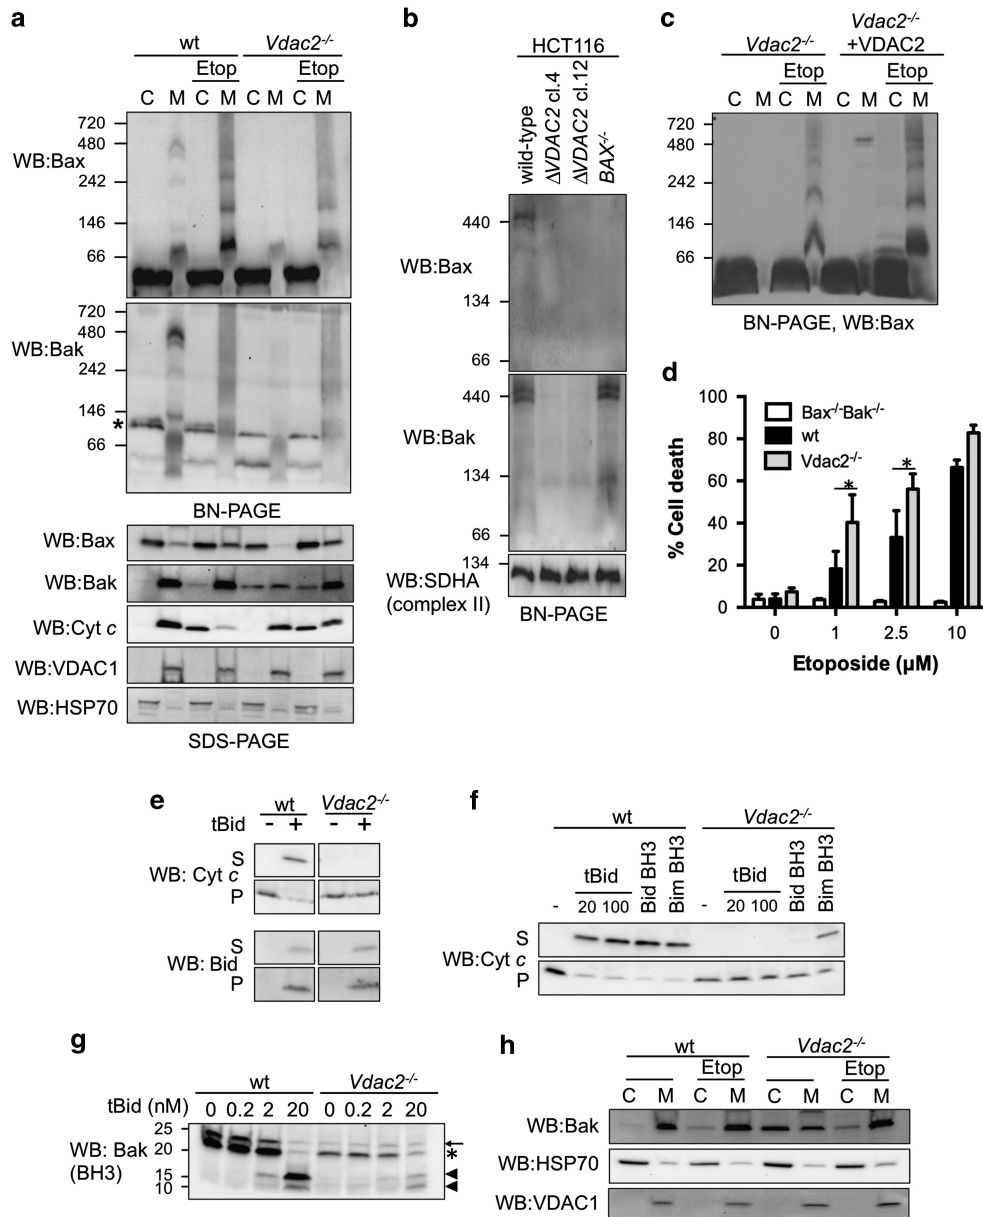 a
wt
Vdac2-/-
Etop
Etop
C M C M C M C M
WB:Bax
720
480
242
146
66
WB:Bak
720
480
242
146
*
66
BN-PAGE
WB:Bax
WB:Bak
WB:Cyt c
WB:VDAC1
WB:HSP70
SDS-PAGE
b
HCT116
wild-type
ΔVDAC2 cl.4
ΔVDAC2 cl.12
BAX-/-
WB:Bax
440
134
66
WB:Bak
440
134
66
134
WB:SDHA
(complex II)
BN-PAGE
c
Vdac2-/-
Vdac2-/-
+VDAC2
Etop
Etop
C M C M C M C M
720
480
242
146
66
BN-PAGE, WB:Bax
d
% Cell death
100
80
60
40
20
0
Bax-/-Bak-/-
wt
Vdac2-/-
*
*
0 1 2.5 10
Etoposide (μM)
e
wt Vdac2-/-
tBid - + - +
WB: Cyt c
S
P
WB: Bid
S
P
f
wt
Vdac2-/-
- tBid 20 100 Bid BH3 Bim BH3
- tBid 20 100 Bid BH3 Bim BH3
WB:Cyt c
S
P
g
wt Vdac2-/-
tBid (nM) 0 0.2 2 20 0 0.2 2 20
WB: Bak
(BH3)
25
20
15
10
*
h
wt
Vdac2-/-
Etop
Etop
C M C M C M C M
WB:Bak
WB:HSP70
WB:VDAC1